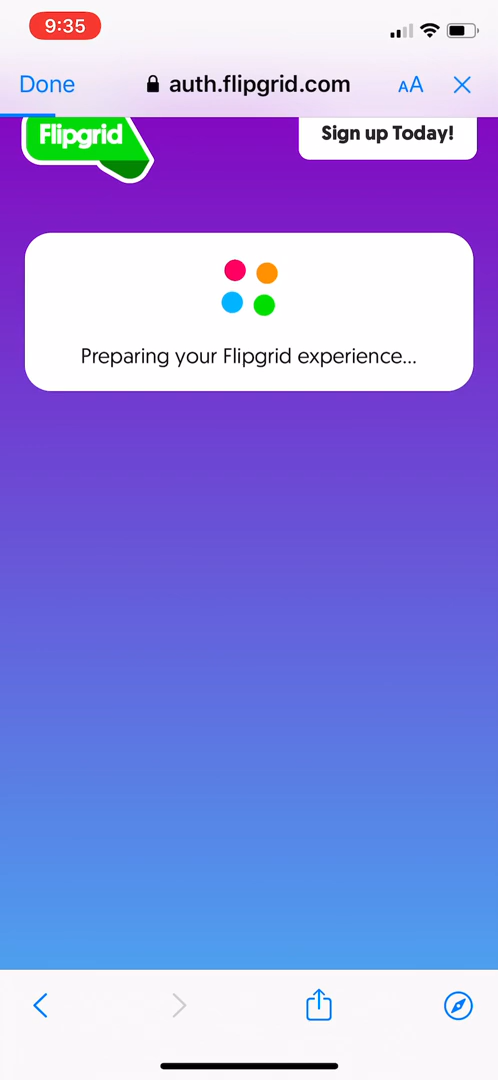 9:35
Done
auth.flipgrid.com
AA
Flipgrid
Sign up Today!
Preparing your Flipgrid experience...